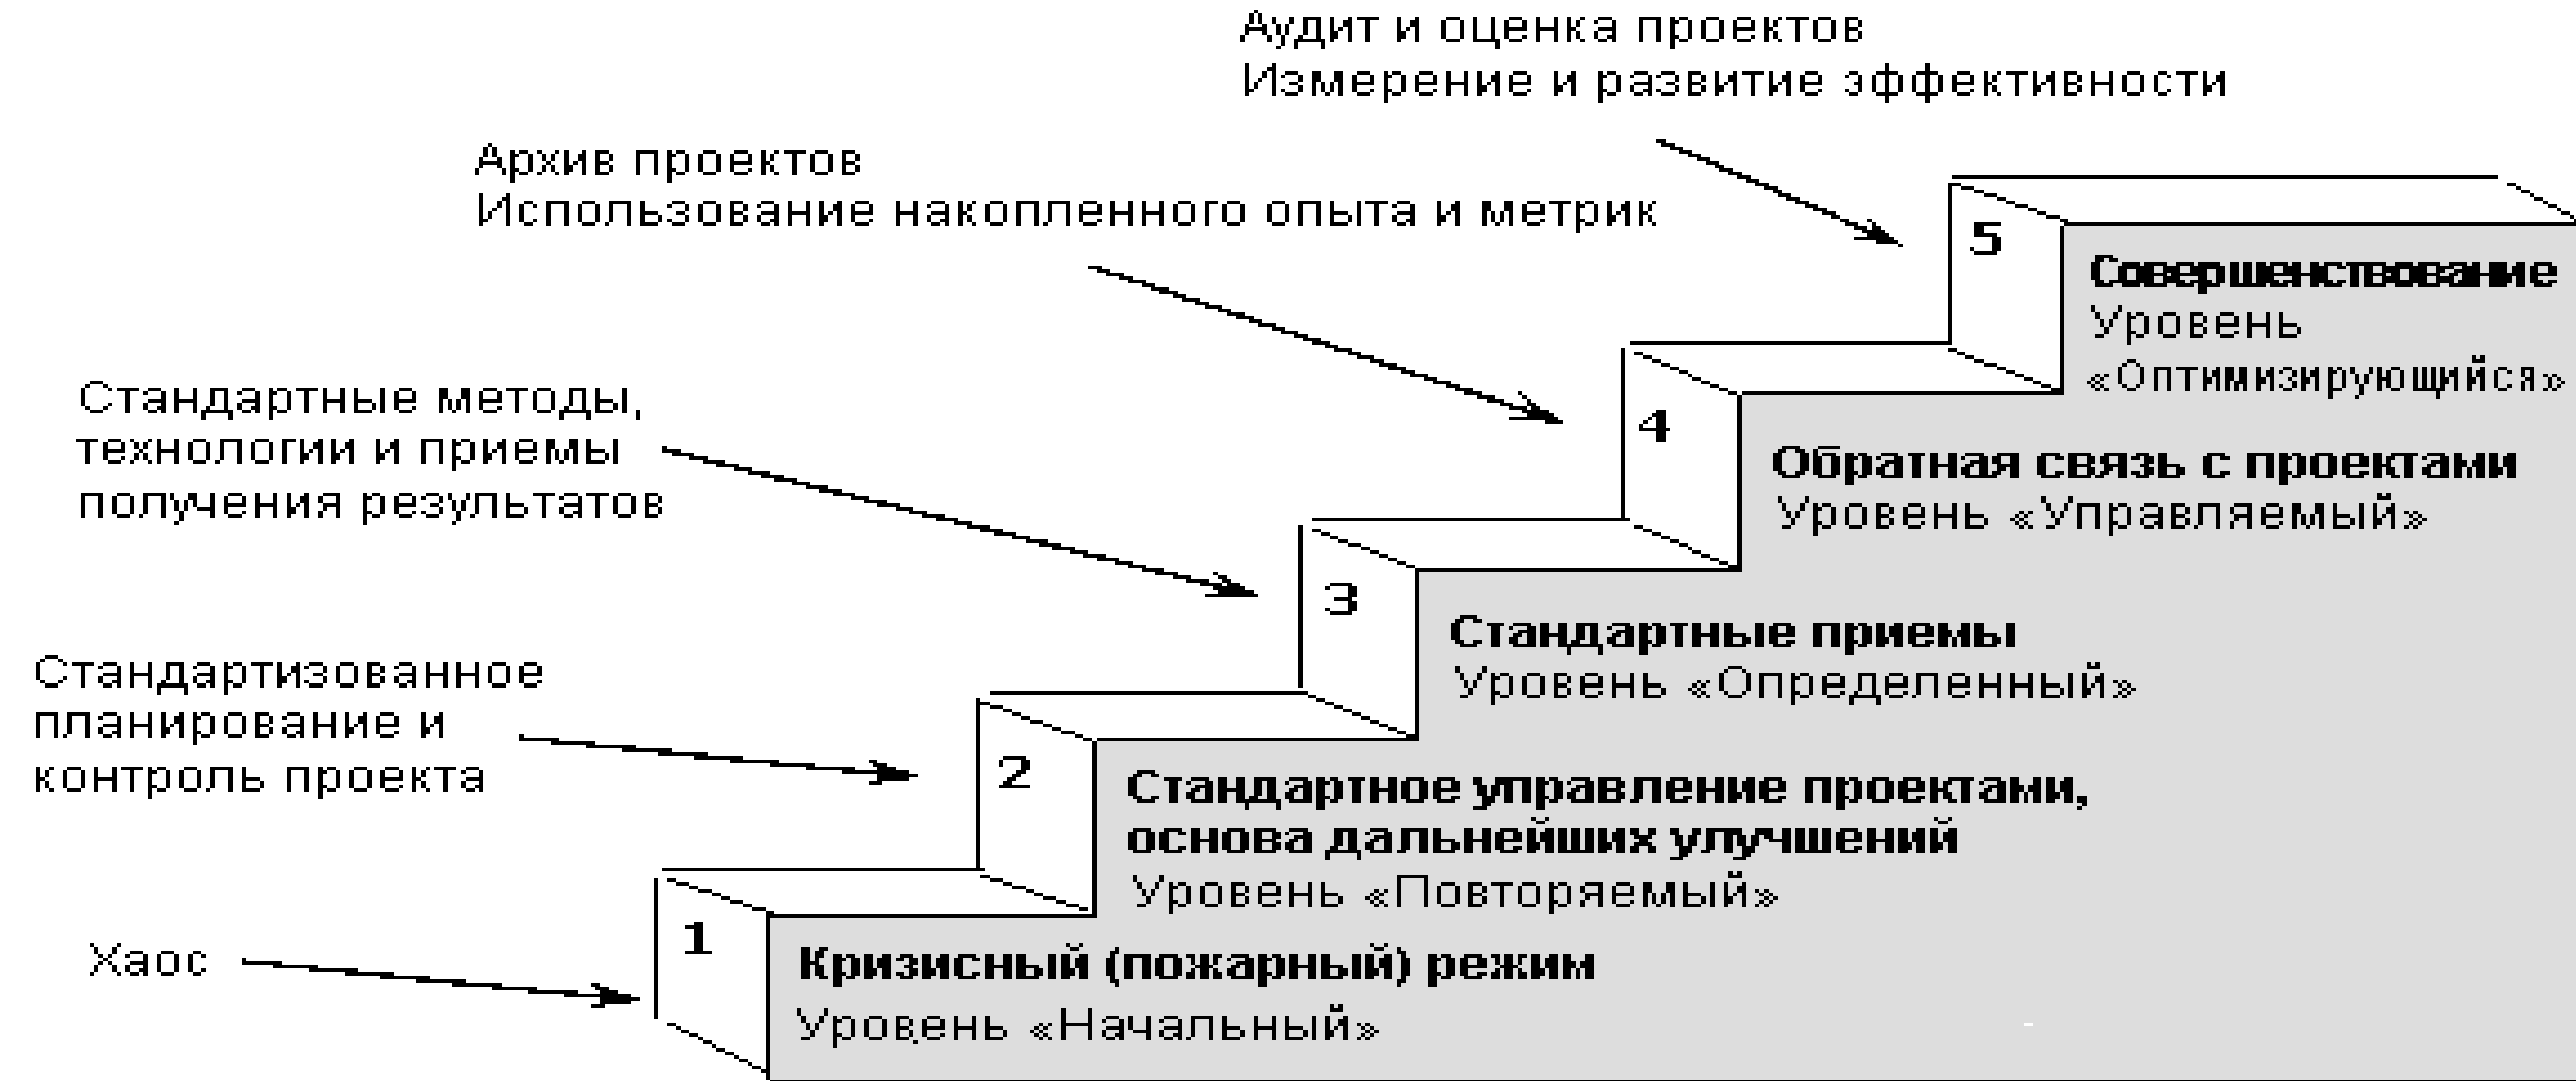 Аудит и оценка проектов
Измерение и развитие эффективности
Архив проектов
Использование накопленного опыта и метрик
Стандартные методы,
технологии и приемы
получения результатов
Стандартизованное
планирование и
контроль проекта
Хаос
5
Совершенствование
Уровень
«Оптимизирующийся»
4
Обратная связь с проектами
Уровень «Управляемый»
3
Стандартные приемы
Уровень «Определенный»
2
Стандартное управление проектами,
основа дальнейших улучшений
Уровень «Повторяемый»
1
Кризисный (пожарный) режим
Уровень «Начальный»